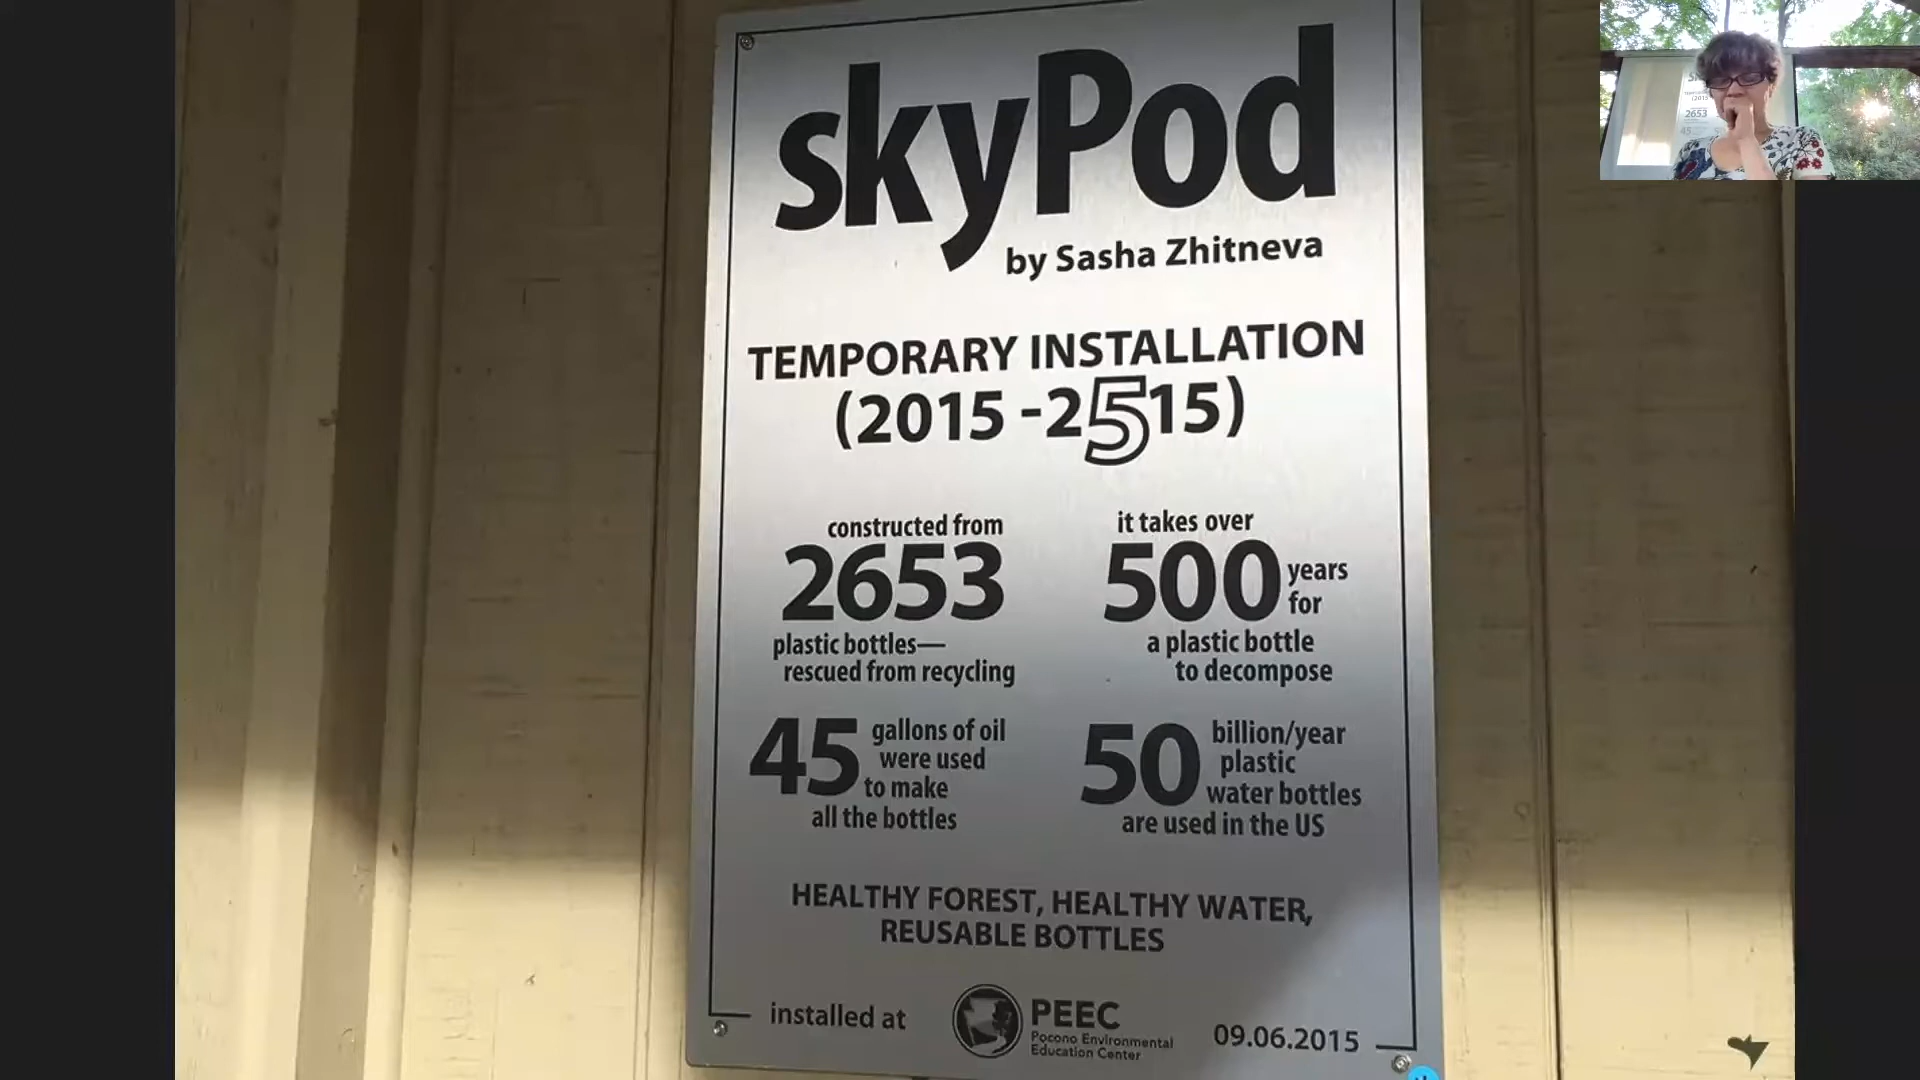 skyPod
by Sasha Zhitneva
TEMPORARY INSTALLATION
(2015 - 2515)
constructed from
2653
plastic bottles—
rescued from recycling
it takes over
500 years
for
a plastic bottle
to decompose
45 gallons of oil
were used
to make
all the bottles
50 billion/year
plastic
water bottles
are used in the US
HEALTHY FOREST, HEALTHY WATER,
REUSABLE BOTTLES
installed at
PEEC
Pocono Environmental
Education Center
09.06.2015
2653
45